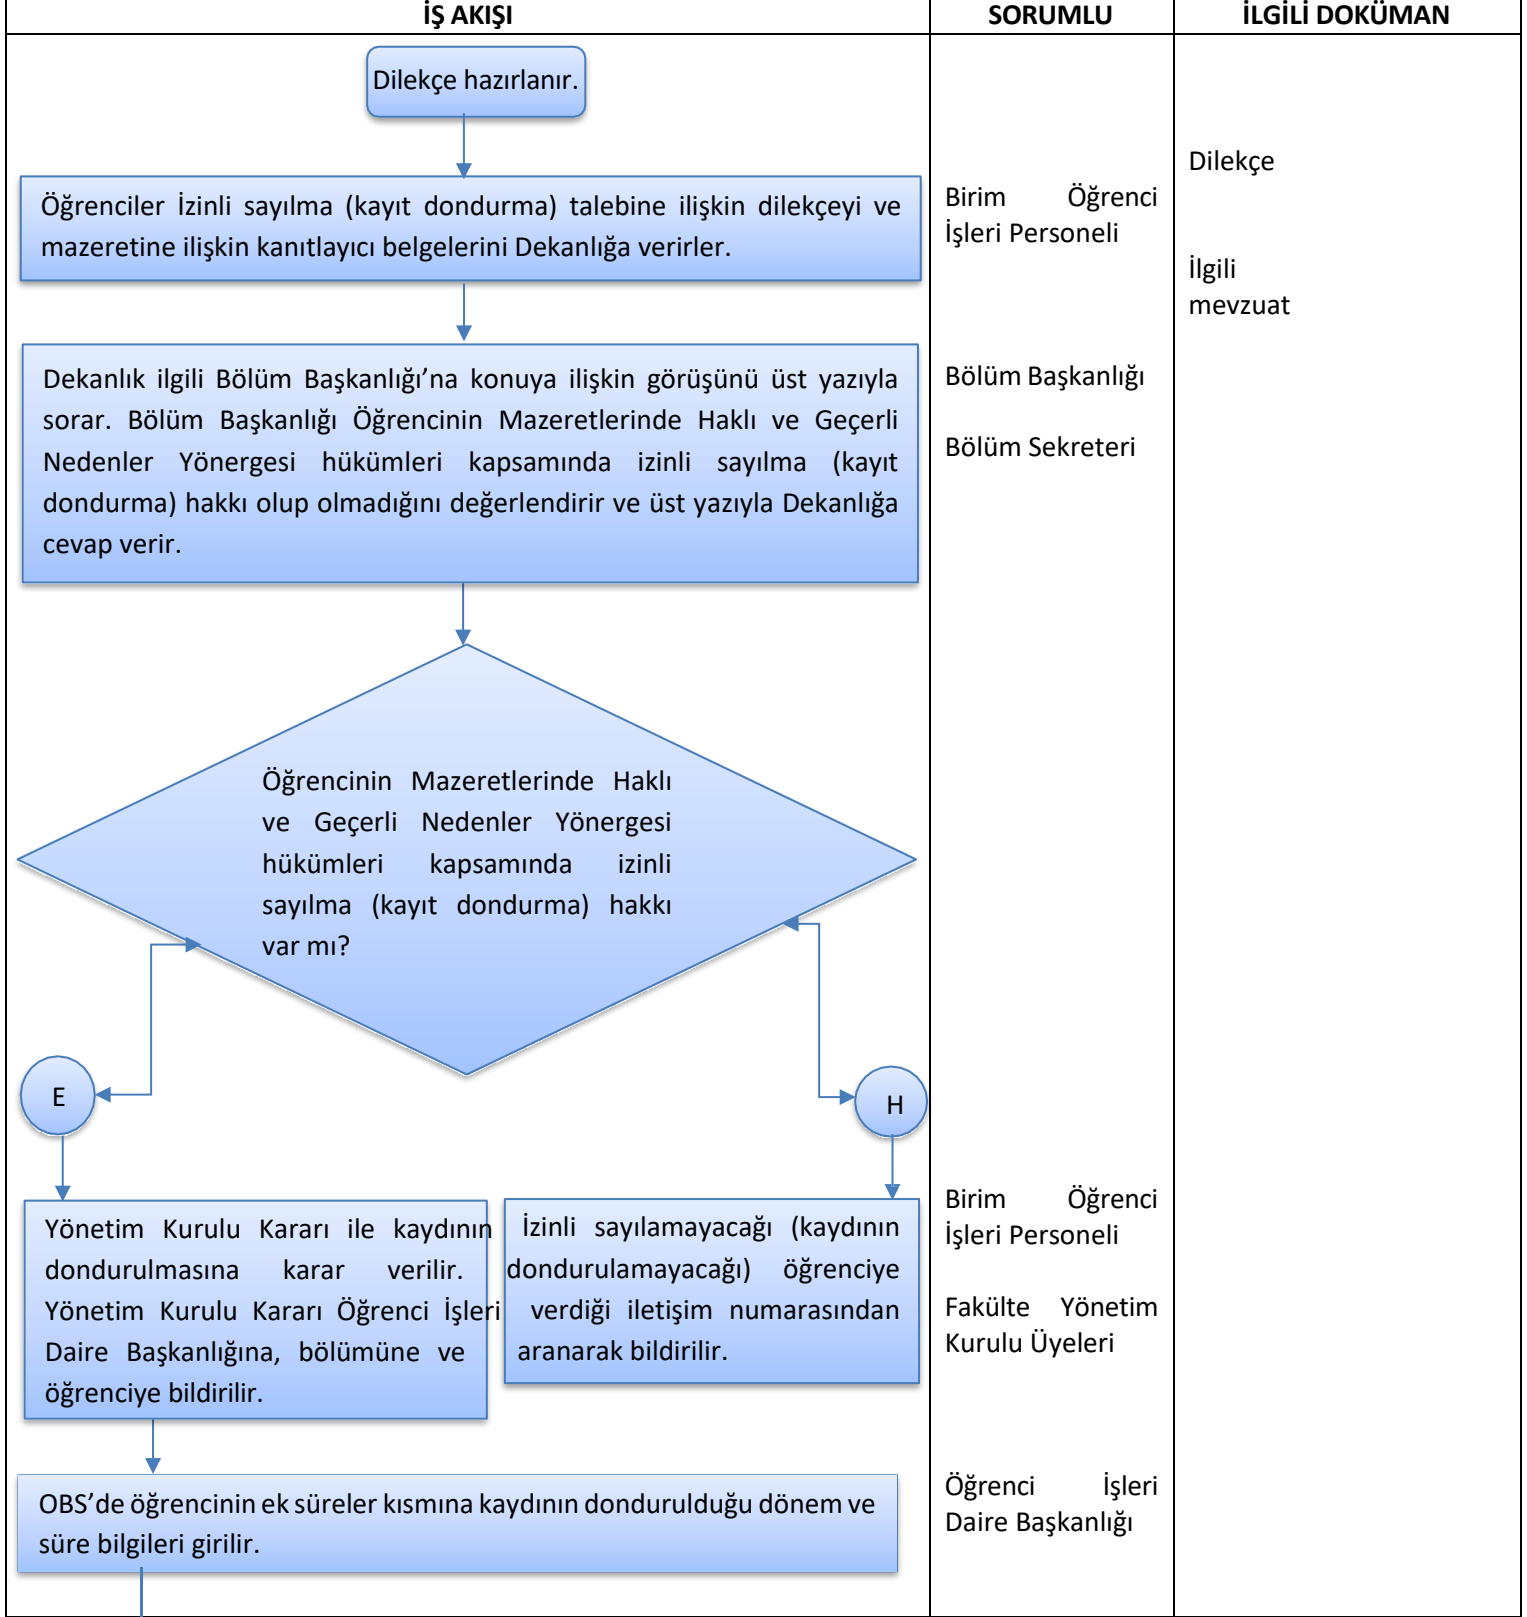 İŞ AKIŞI
SORUMLU
İLGİLİ DOKÜMAN
Dilekçe hazırlanır.
Öğrenciler İzinli sayılma (kayıt dondurma) talebine ilişkin dilekçeyi ve
mazeretine ilişkin kanıtlayıcı belgelerini Dekanlığa verirler.
Birim Öğrenci
İşleri Personeli
Dilekçe
İlgili
mevzuat
Dekanlık ilgili Bölüm Başkanlığı’na konuya ilişkin görüşünü üst yazıyla
sorar. Bölüm Başkanlığı Öğrencinin Mazeretlerinde Haklı ve Geçerli
Nedenler Yönergesi hükümleri kapsamında izinli sayılma (kayıt
dondurma) hakkı olup olmadığını değerlendirir ve üst yazıyla Dekanlığa
cevap verir.
Bölüm Başkanlığı
Bölüm Sekreteri
Öğrencinin Mazeretlerinde Haklı
ve Geçerli Nedenler Yönergesi
hükümleri kapsamında izinli
sayılma (kayıt dondurma) hakkı
var mı?
E
H
Yönetim Kurulu Kararı ile kaydının
dondurulmasına karar verilir.
Yönetim Kurulu Kararı Öğrenci İşleri
Daire Başkanlığına, bölümüne ve
öğrenciye bildirilir.
İzinli sayılamayacağı (kaydının
dondurulamayacağı) öğrenciye
verdiği iletişim numarasından
aranarak bildirilir.
Birim Öğrenci
İşleri Personeli
Fakülte Yönetim
Kurulu Üyeleri
OBS’de öğrencinin ek süreler kısmına kaydının dondurulduğu dönem ve
süre bilgileri girilir.
Öğrenci İşleri
Daire Başkanlığı